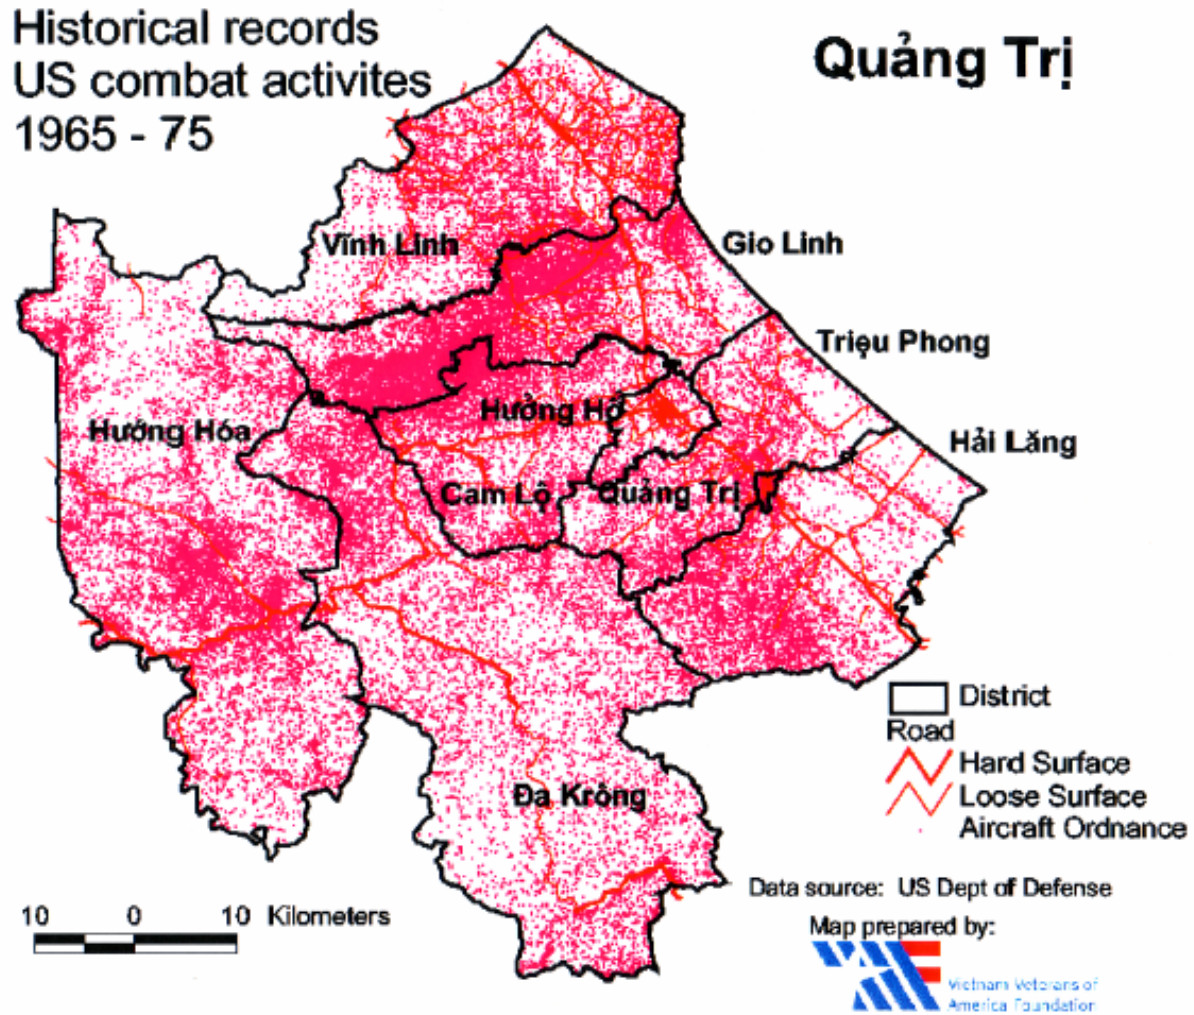 Historical records
US combat activites
1965 - 75
Quảng Trị
Vĩnh Linh
Gio Linh
Triệu Phong
Hưởng Hờ
Hướng Hóa
Hải Lăng
Cam Lộ
Quảng Trị
Đa Krông
District
Road
Hard Surface
Loose Surface
Aircraft Ordnance
Data source: US Dept of Defense
10 0 10 Kilometers
Map prepared by:
Vietnam Veterans of
America Foundation